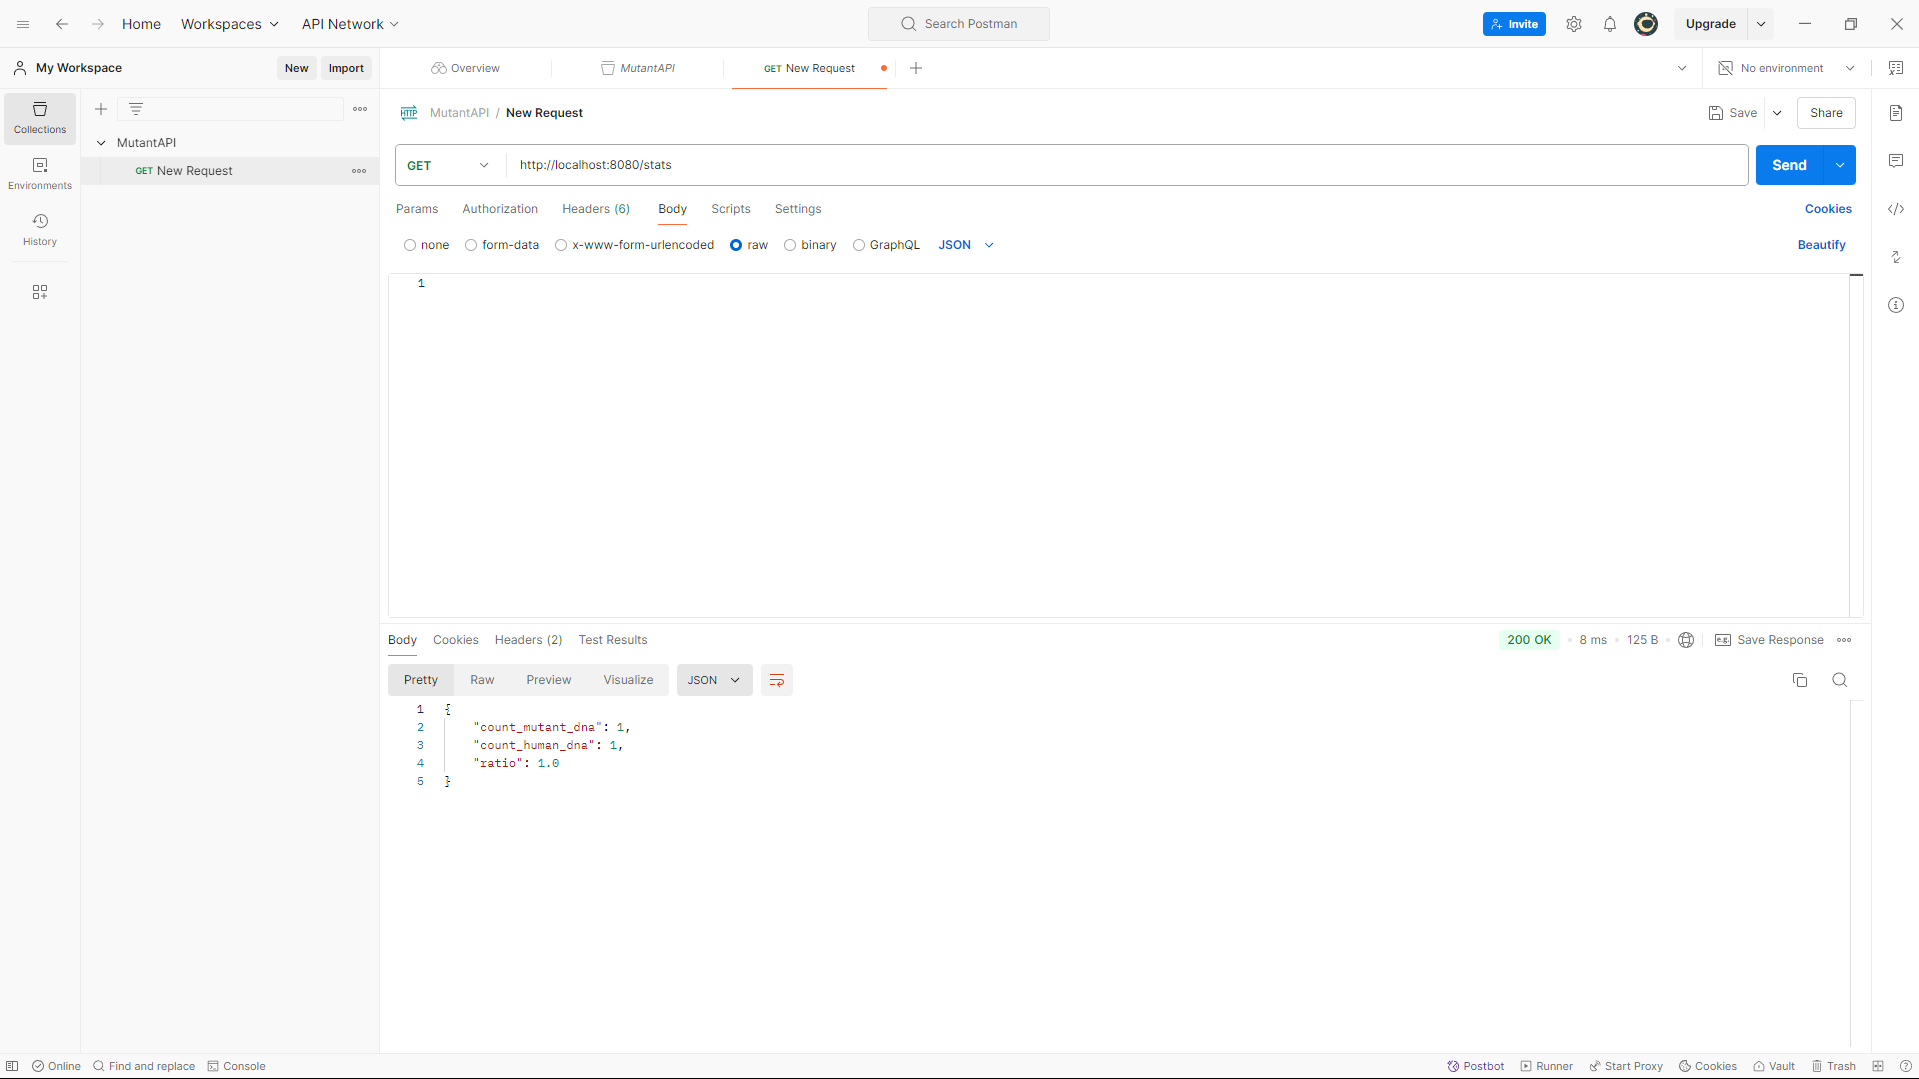 Home Workspaces API Network Search Postman Invite Upgrade
My Workspace New Import Overview MutantAPI GET New Request No environment
Collections
Environments
History
MutantAPI
GET New Request
HTTP MutantAPI / New Request Save Share
GET http://localhost:8080/stats Send
Params Authorization Headers (6) Body Scripts Settings Cookies
none form-data x-www-form-urlencoded raw binary GraphQL JSON Beautify
1
Body Cookies Headers (2) Test Results 200 OK 8 ms 125 B e.g. Save Response
Pretty Raw Preview Visualize JSON
1 {
2 "count_mutant_dna": 1,
3 "count_human_dna": 1,
4 "ratio": 1.0
5 }
Online Find and replace Console Postbot Runner Start Proxy Cookies Vault Trash